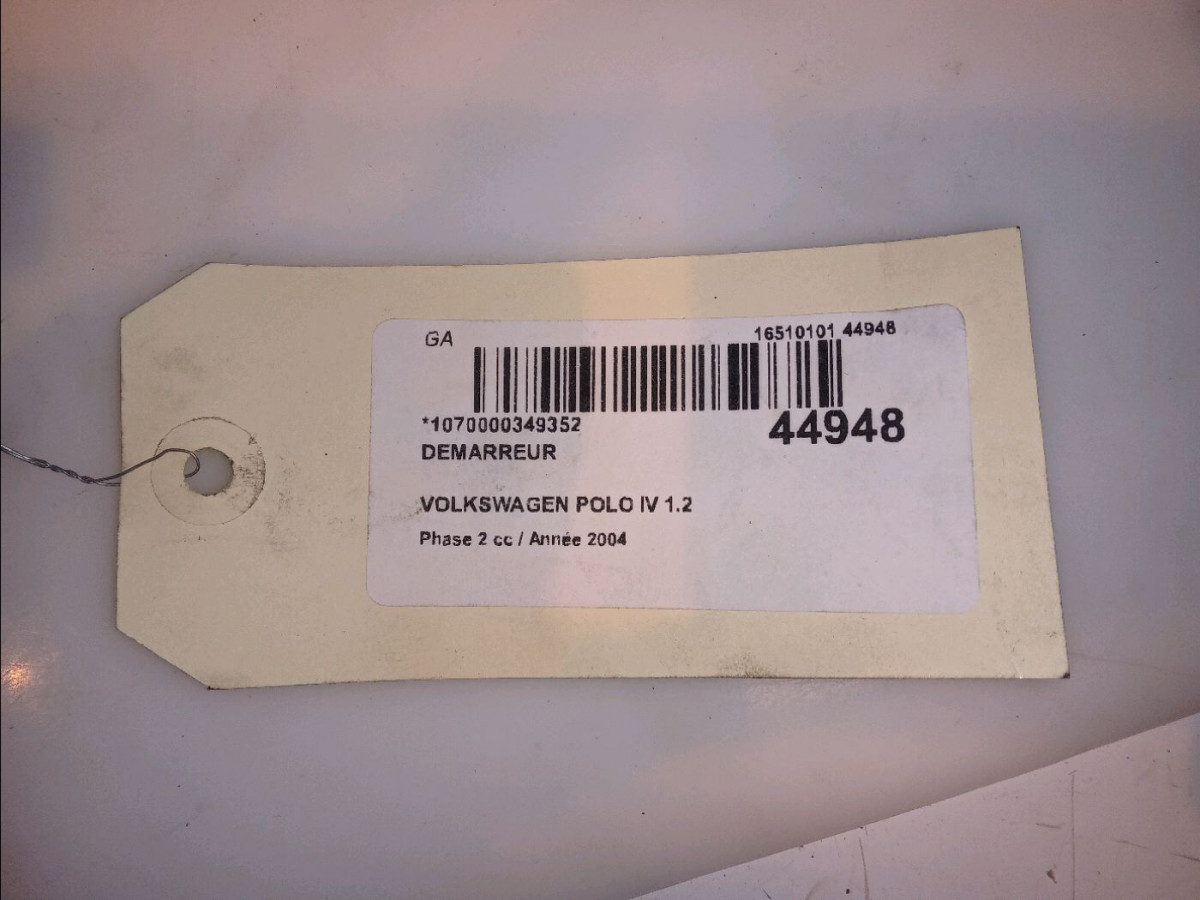 GA 16510101 44948
*1070000349352 44948
DEMARREUR
VOLKSWAGEN POLO IV 1.2
Phase 2 cc / Année 2004